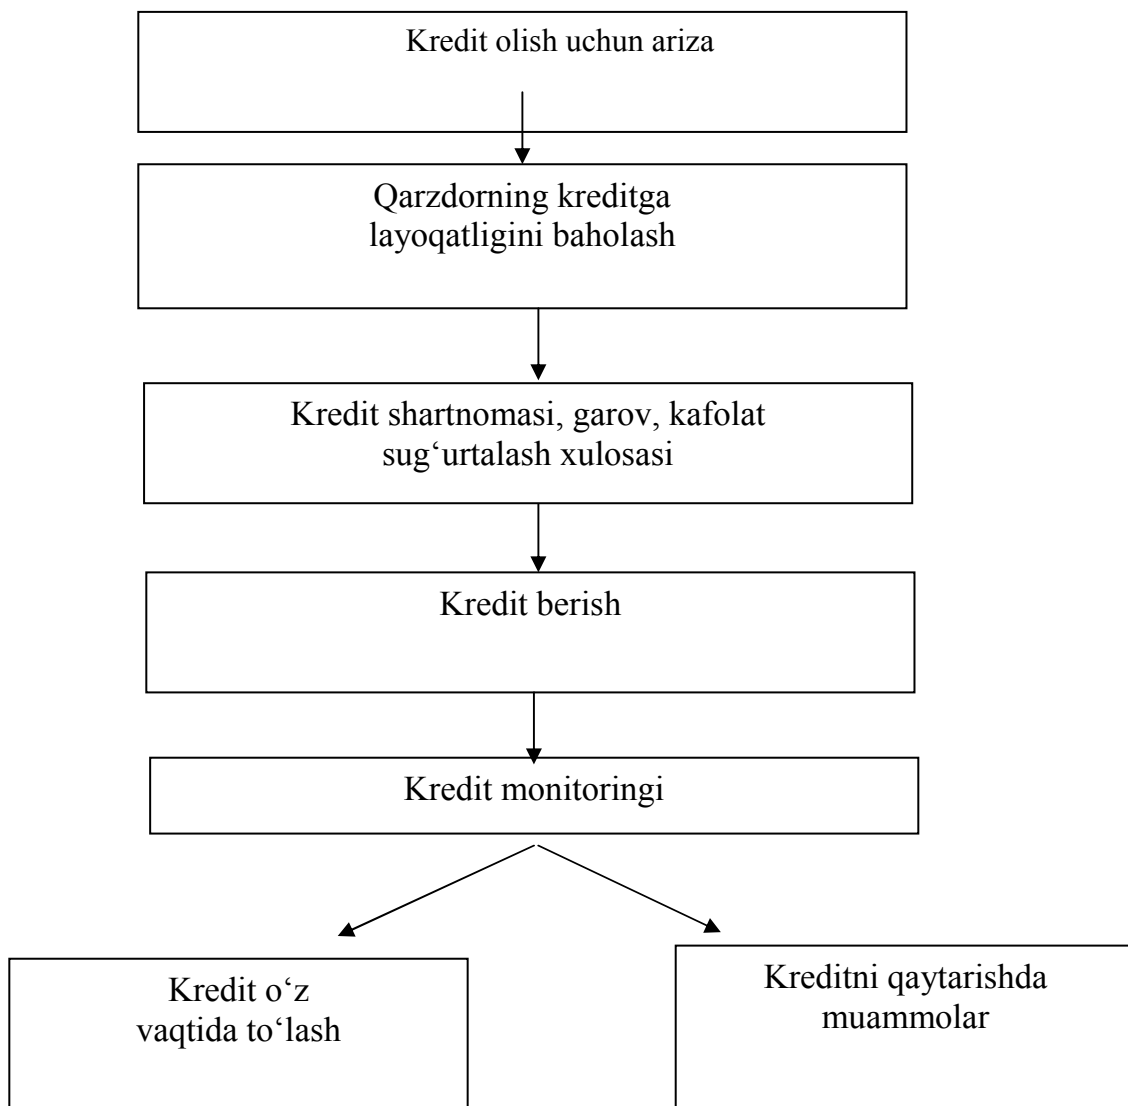 Kredit olish uchun ariza
Qarzdorning kreditga
layoqatligini baholash
Kredit shartnomasi, garov, kafolat
sug‘urtalash xulosasi
Kredit berish
Kredit monitoringi
Kredit o‘z
vaqtida to‘lash
Kreditni qaytarishda
muammolar